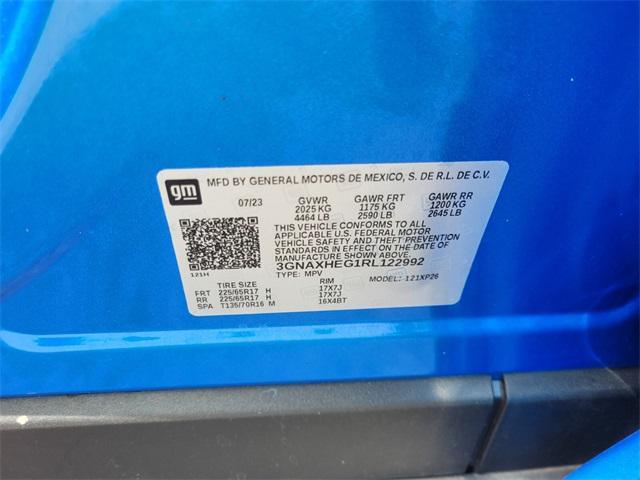 gm
MFD BY GENERAL MOTORS DE MEXICO, S. DE R.L. DE C.V.
07/23 GVWR GAWR FRT GAWR RR
2025 KG 1175 KG 1200 KG
4464 LB 2590 LB 2645 LB
THIS VEHICLE CONFORMS TO ALL
APPLICABLE U.S. FEDERAL MOTOR
VEHICLE SAFETY AND THEFT PREVENTION
STANDARDS IN EFFECT ON THE DATE OF
MANUFACTURE SHOWN ABOVE.
3GNAXHEG1RL122992
121H TYPE: MPV MODEL: 121XP26
TIRE SIZE RIM
FRT 225/65R17 H 17X7J
RR 225/65R17 H 17X7J
SPA T135/70R16 M 16X4BT